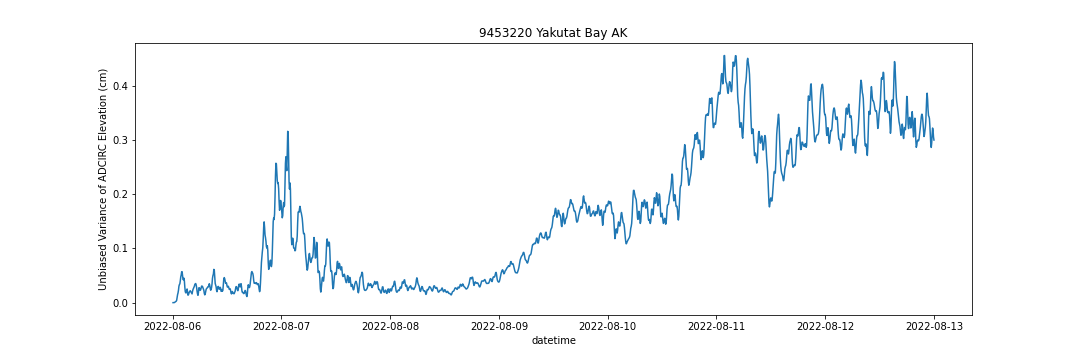 9453220 Yakutat Bay AK
Unbiased Variance of ADCIRC Elevation (cm)
0.4
0.3
0.2
0.1
0.0
2022-08-06 2022-08-07 2022-08-08 2022-08-09 2022-08-10 2022-08-11 2022-08-12 2022-08-13
datetime